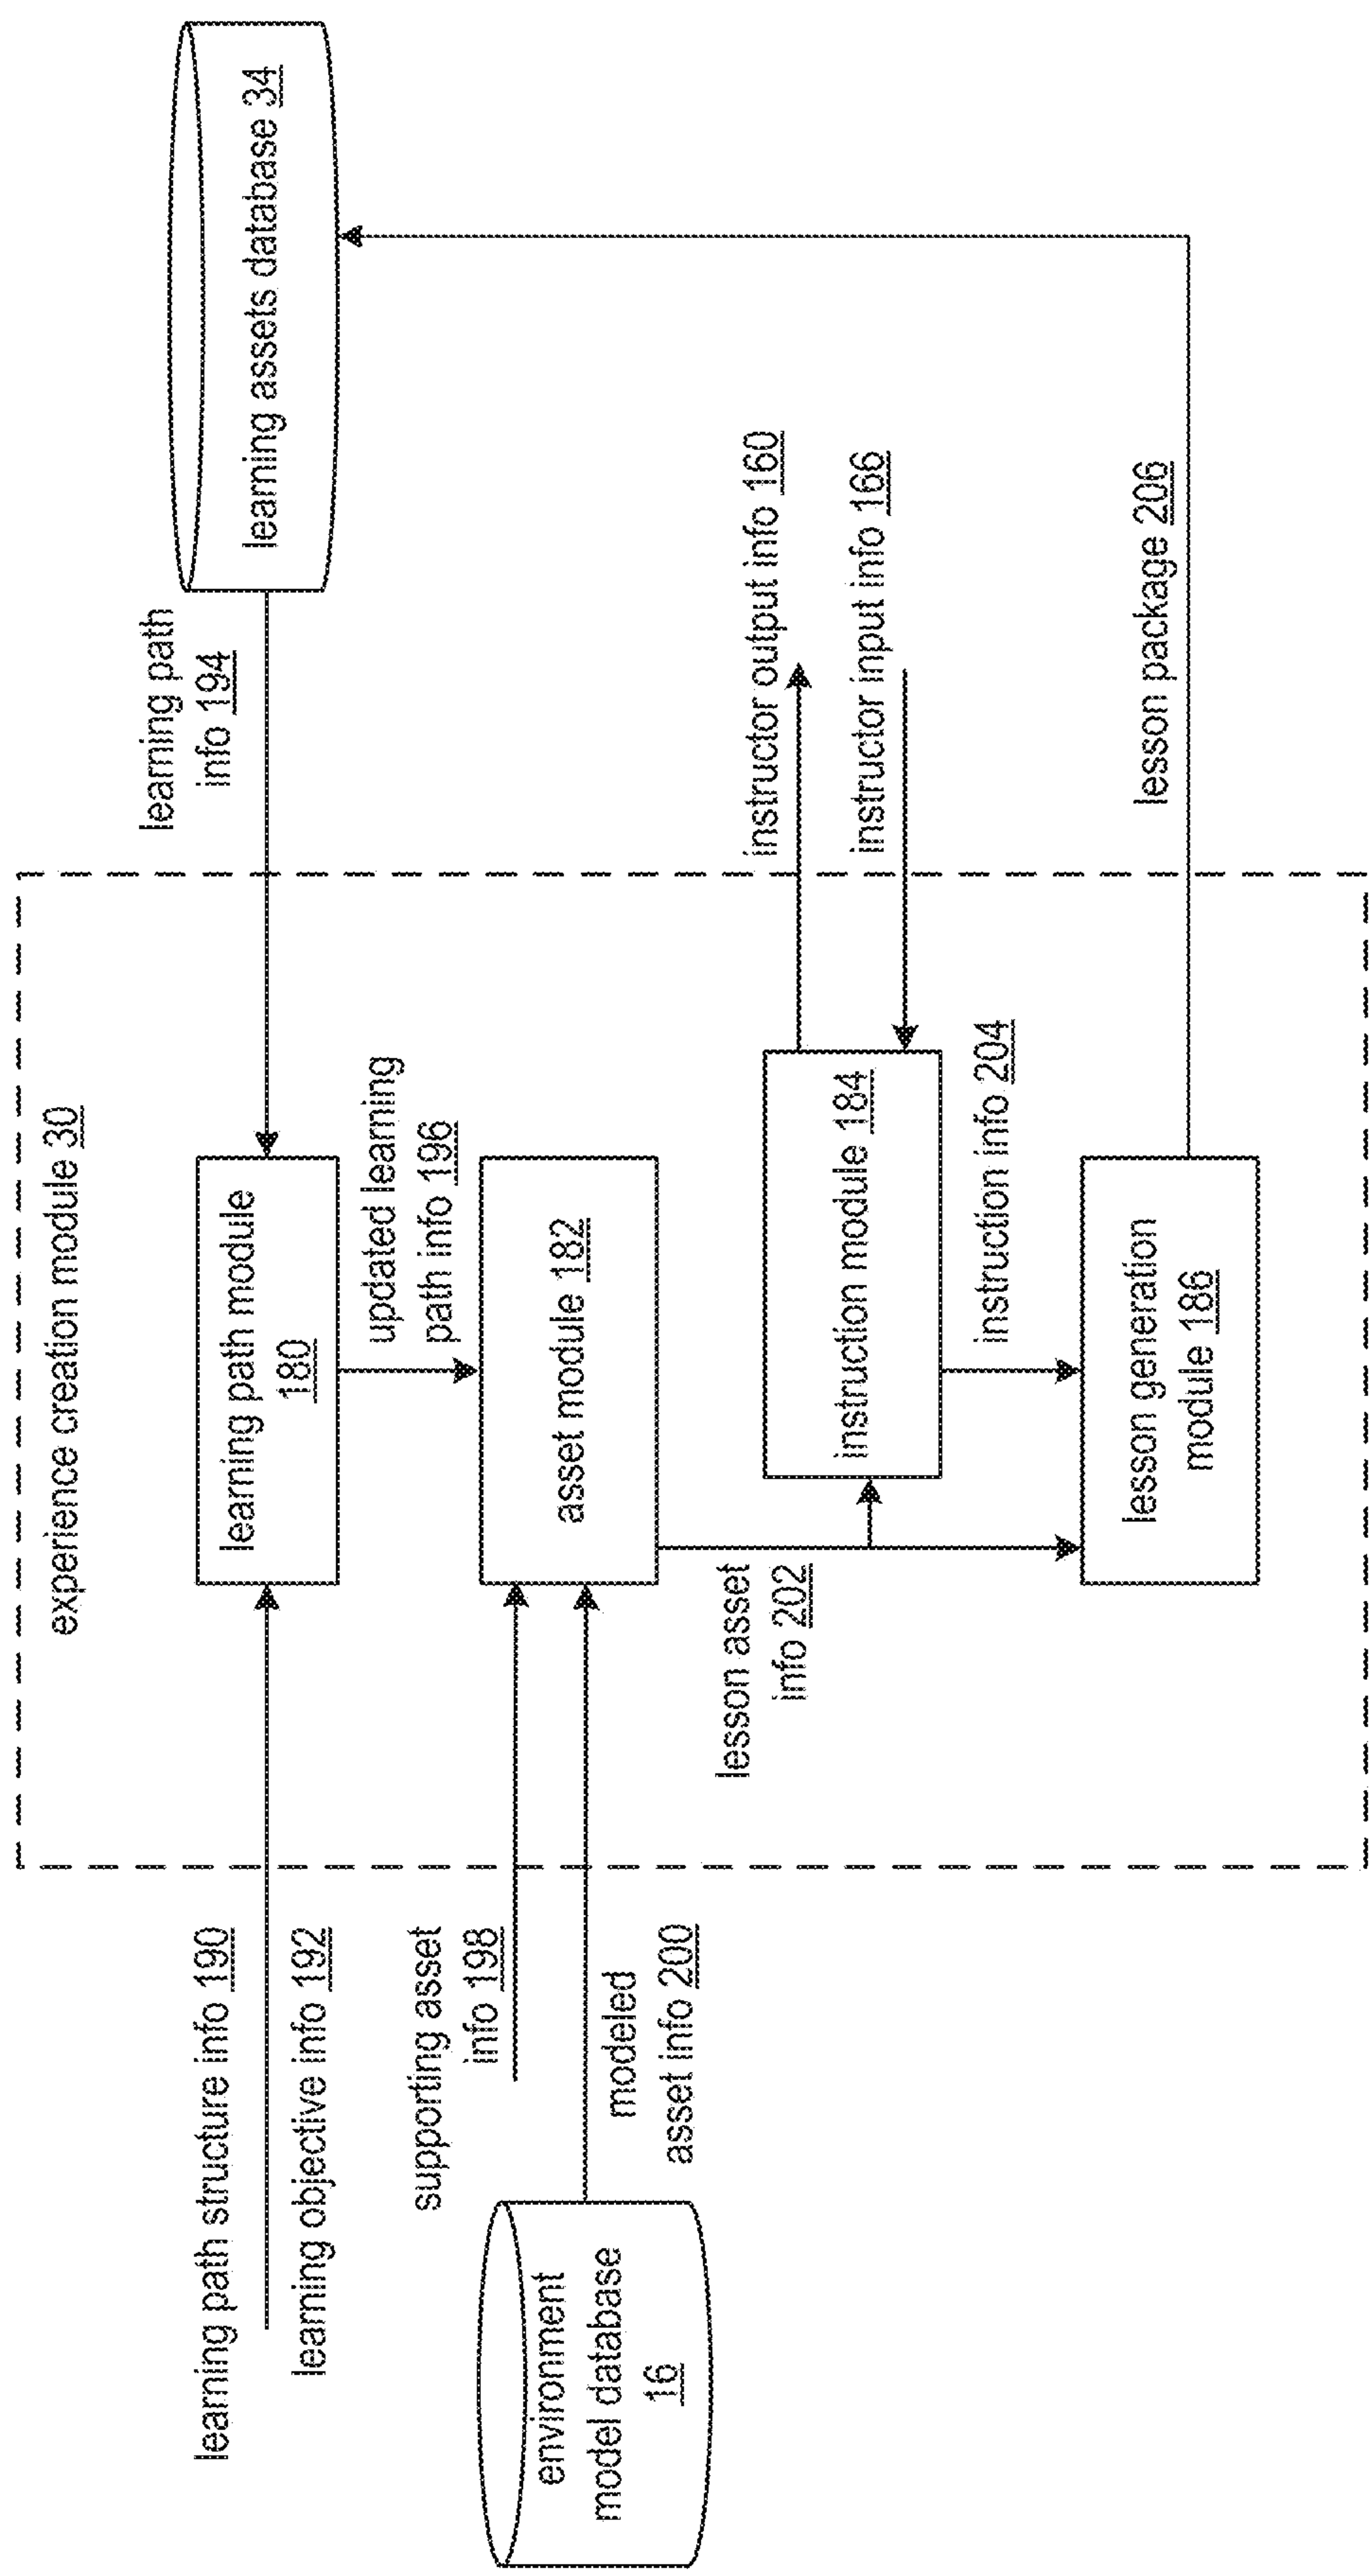 experience creation module 30
learning path structure info 190
learning objective info 192
learning path module
180
learning path
info 194
learning assets database 34
updated learning
path info 196
supporting asset
info 198
environment
model database
16
modeled
asset info 200
asset module 182
lesson asset
info 202
instruction module 184
instructor output info 160
instructor input info 166
instruction info 204
lesson generation
module 186
lesson package 206